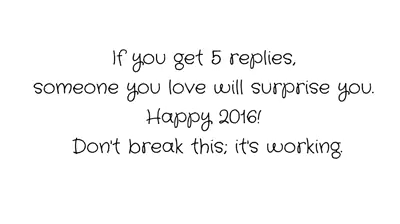 If you get 5 replies,
someone you love will surprise you.
Happy 2016!
Don't break this; it's working.